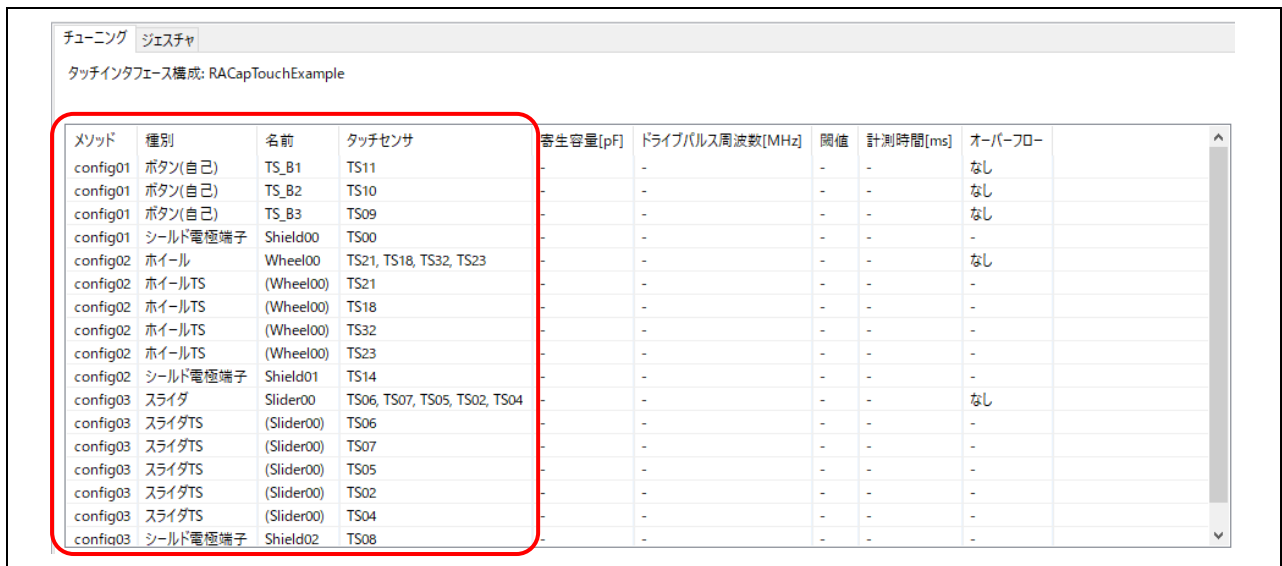 チューニング ジェスチャ
タッチインタフェース構成: RACapTouchExample
メソッド 種別 名前 タッチセンサ 寄生容量[pF] ドライブパルス周波数[MHz] 閾値 計測時間[ms] オーバーフロー
config01 ボタン(自己) TS_B1 TS11 - - - - なし
config01 ボタン(自己) TS_B2 TS10 - - - - なし
config01 ボタン(自己) TS_B3 TS09 - - - - なし
config01 シールド電極端子 Shield00 TS00 - - - - -
config02 ホイール Wheel00 TS21, TS18, TS32, TS23 - - - - なし
config02 ホイールTS (Wheel00) TS21 - - - - -
config02 ホイールTS (Wheel00) TS18 - - - - -
config02 ホイールTS (Wheel00) TS32 - - - - -
config02 ホイールTS (Wheel00) TS23 - - - - -
config02 シールド電極端子 Shield01 TS14 - - - - -
config03 スライダ Slider00 TS06, TS07, TS05, TS02, TS04 - - - - なし
config03 スライダTS (Slider00) TS06 - - - - -
config03 スライダTS (Slider00) TS07 - - - - -
config03 スライダTS (Slider00) TS05 - - - - -
config03 スライダTS (Slider00) TS02 - - - - -
config03 スライダTS (Slider00) TS04 - - - - -
config03 シールド電極端子 Shield02 TS08 - - - - -